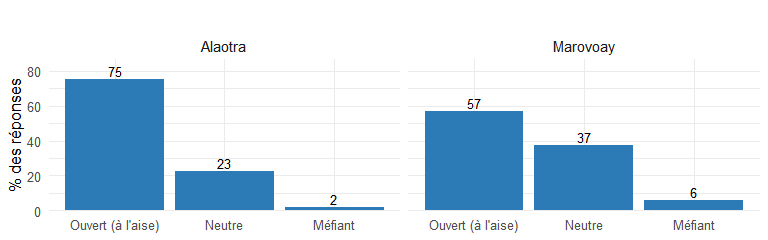 Alaotra
Marovoay
% des réponses
80
60
40
20
0
75
23
2
57
37
6
Ouvert (à l'aise)
Neutre
Méfiant
Ouvert (à l'aise)
Neutre
Méfiant